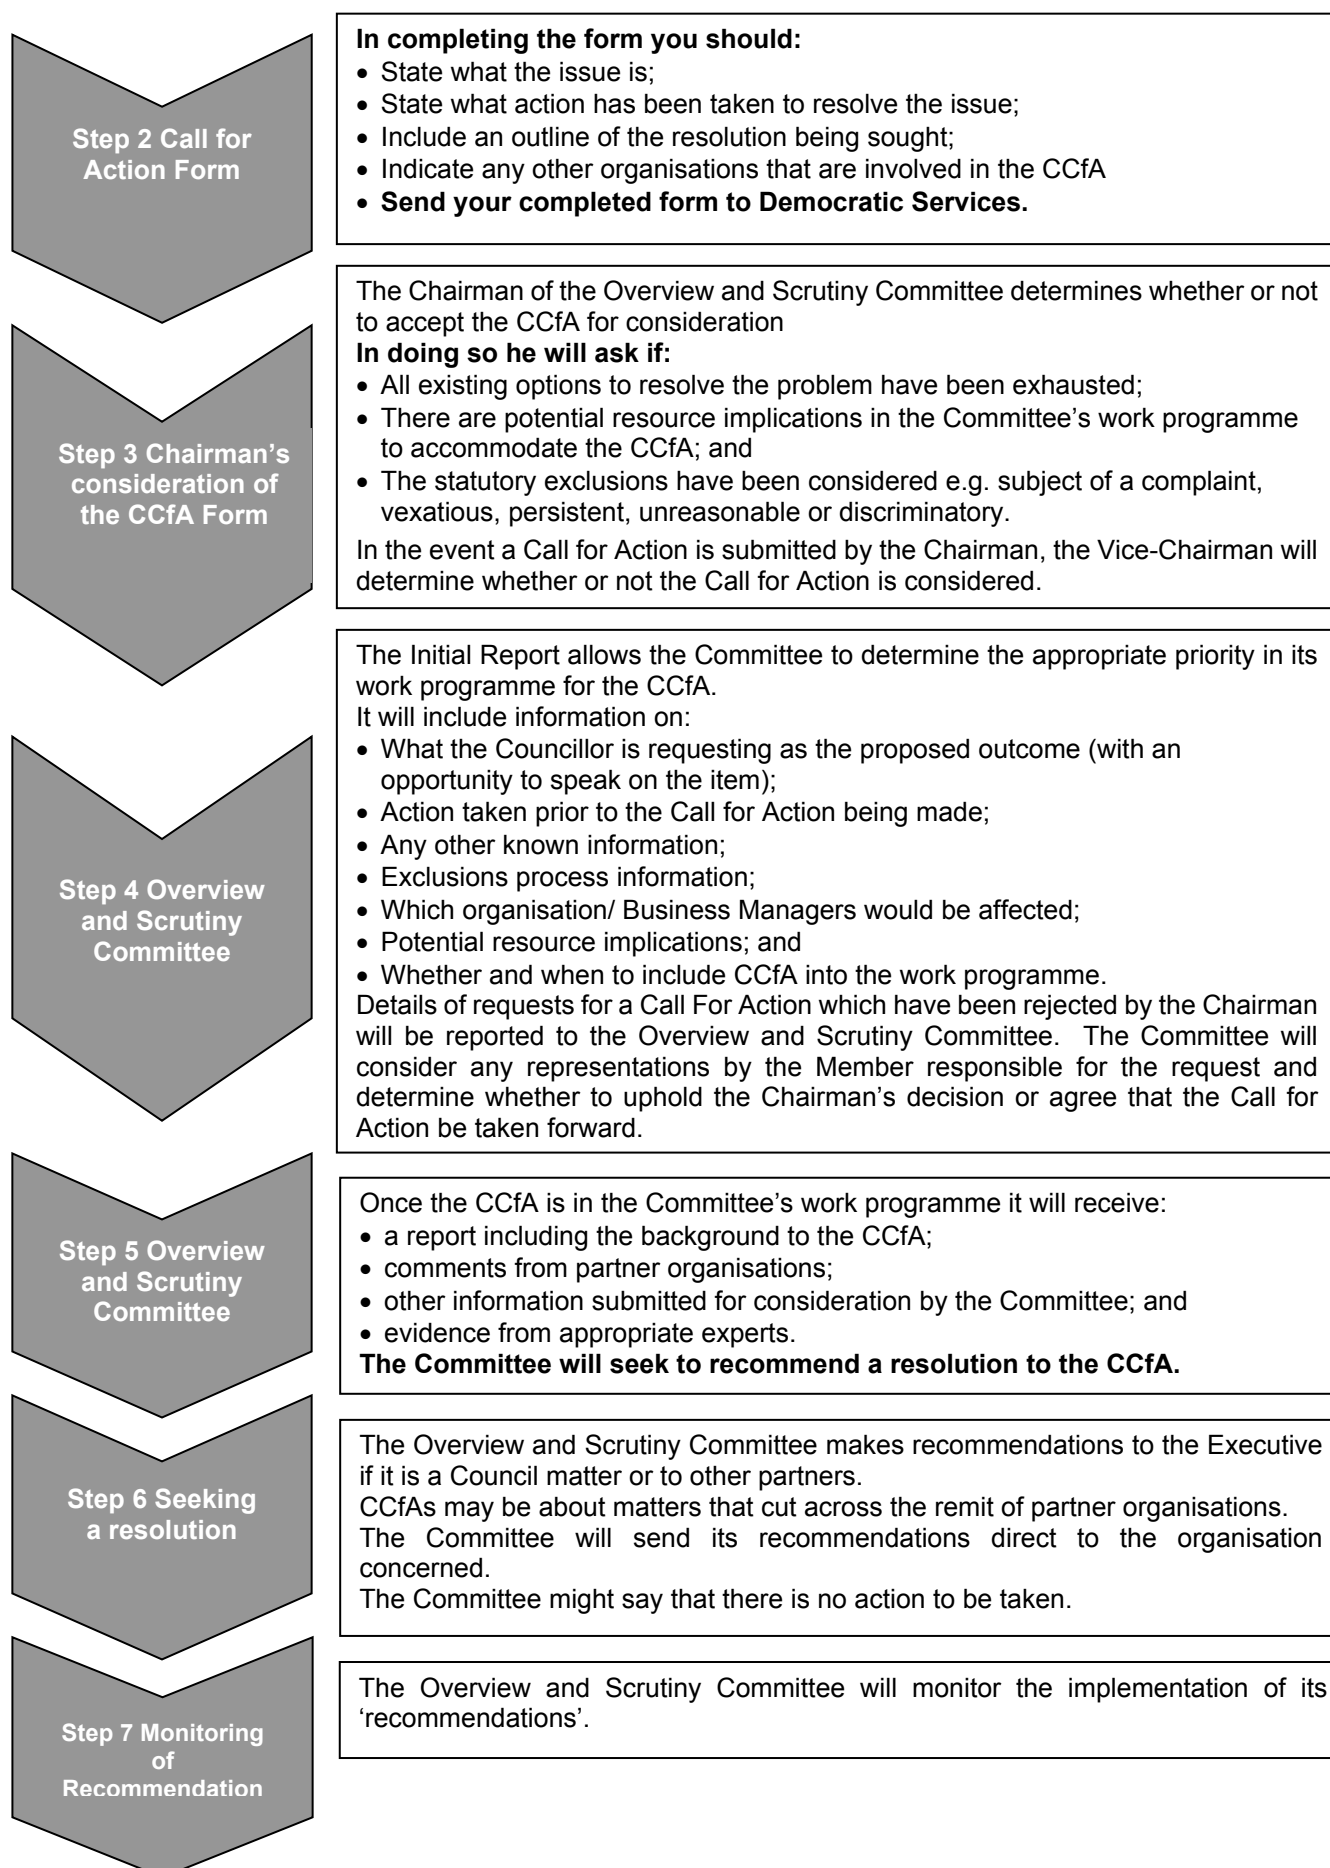 Step 2 Call for
Action Form
In completing the form you should:
• State what the issue is;
• State what action has been taken to resolve the issue;
• Include an outline of the resolution being sought;
• Indicate any other organisations that are involved in the CCfA
• Send your completed form to Democratic Services.
Step 3 Chairman’s
consideration of
the CCfA Form
The Chairman of the Overview and Scrutiny Committee determines whether or not
to accept the CCfA for consideration
In doing so he will ask if:
• All existing options to resolve the problem have been exhausted;
• There are potential resource implications in the Committee’s work programme
to accommodate the CCfA; and
• The statutory exclusions have been considered e.g. subject of a complaint,
vexatious, persistent, unreasonable or discriminatory.
In the event a Call for Action is submitted by the Chairman, the Vice-Chairman will
determine whether or not the Call for Action is considered.
Step 4 Overview
and Scrutiny
Committee
The Initial Report allows the Committee to determine the appropriate priority in its
work programme for the CCfA.
It will include information on:
• What the Councillor is requesting as the proposed outcome (with an
opportunity to speak on the item);
• Action taken prior to the Call for Action being made;
• Any other known information;
• Exclusions process information;
• Which organisation/ Business Managers would be affected;
• Potential resource implications; and
• Whether and when to include CCfA into the work programme.
Details of requests for a Call For Action which have been rejected by the Chairman
will be reported to the Overview and Scrutiny Committee. The Committee will
consider any representations by the Member responsible for the request and
determine whether to uphold the Chairman’s decision or agree that the Call for
Action be taken forward.
Step 5 Overview
and Scrutiny
Committee
Once the CCfA is in the Committee’s work programme it will receive:
• a report including the background to the CCfA;
• comments from partner organisations;
• other information submitted for consideration by the Committee; and
• evidence from appropriate experts.
The Committee will seek to recommend a resolution to the CCfA.
Step 6 Seeking
a resolution
The Overview and Scrutiny Committee makes recommendations to the Executive
if it is a Council matter or to other partners.
CCfAs may be about matters that cut across the remit of partner organisations.
The Committee will send its recommendations direct to the organisation
concerned.
The Committee might say that there is no action to be taken.
Step 7 Monitoring
of
Recommendation
The Overview and Scrutiny Committee will monitor the implementation of its
‘recommendations’.